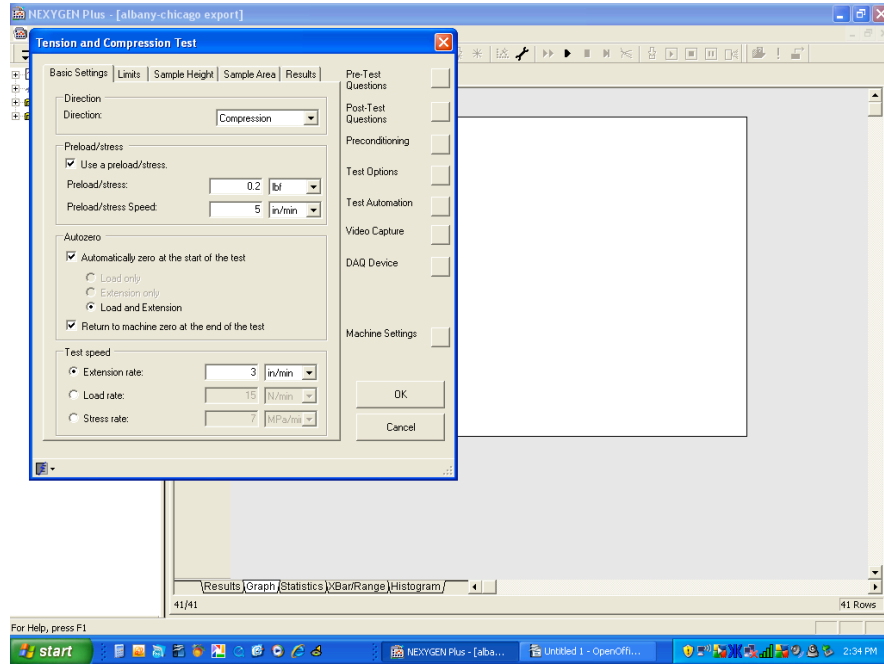 NEXYGEN Plus - [albany-chicago export]
Tension and Compression Test
Basic Settings Limits Sample Height Sample Area Results
Direction
Direction: Compression
Preload/stress
Use a preload/stress.
Preload/stress: 0.2 lbf
Preload/stress Speed: 5 in/min
Autozero
Automatically zero at the start of the test
Load only
Extension only
Load and Extension
Return to machine zero at the end of the test
Test speed
Extension rate: 3 in/min
Load rate: 15 N/min
Stress rate: 7 MPa/mi
Pre-Test
Questions
Post-Test
Questions
Preconditioning
Test Options
Test Automation
Video Capture
DAQ Device
Machine Settings
OK
Cancel
Results Graph Statistics XBar/Range Histogram
41/41
41 Rows
For Help, press F1
start
NEXYGEN Plus - [alba...
Untitled 1 - OpenOffi...
2:34 PM